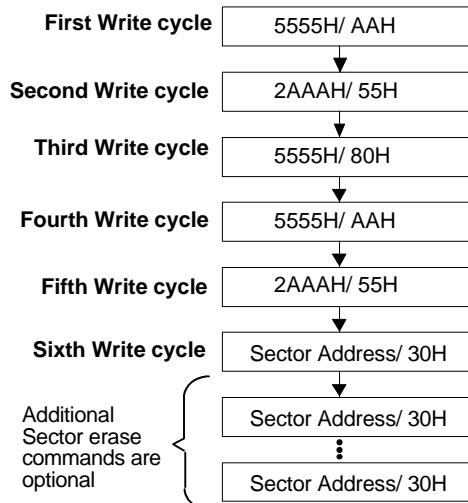 First Write cycle
5555H/ AAH
Second Write cycle
2AAAH/ 55H
Third Write cycle
5555H/ 80H
Fourth Write cycle
5555H/ AAH
Fifth Write cycle
2AAAH/ 55H
Sixth Write cycle
Sector Address/ 30H
Additional
Sector erase
commands are
optional
Sector Address/ 30H
Sector Address/ 30H